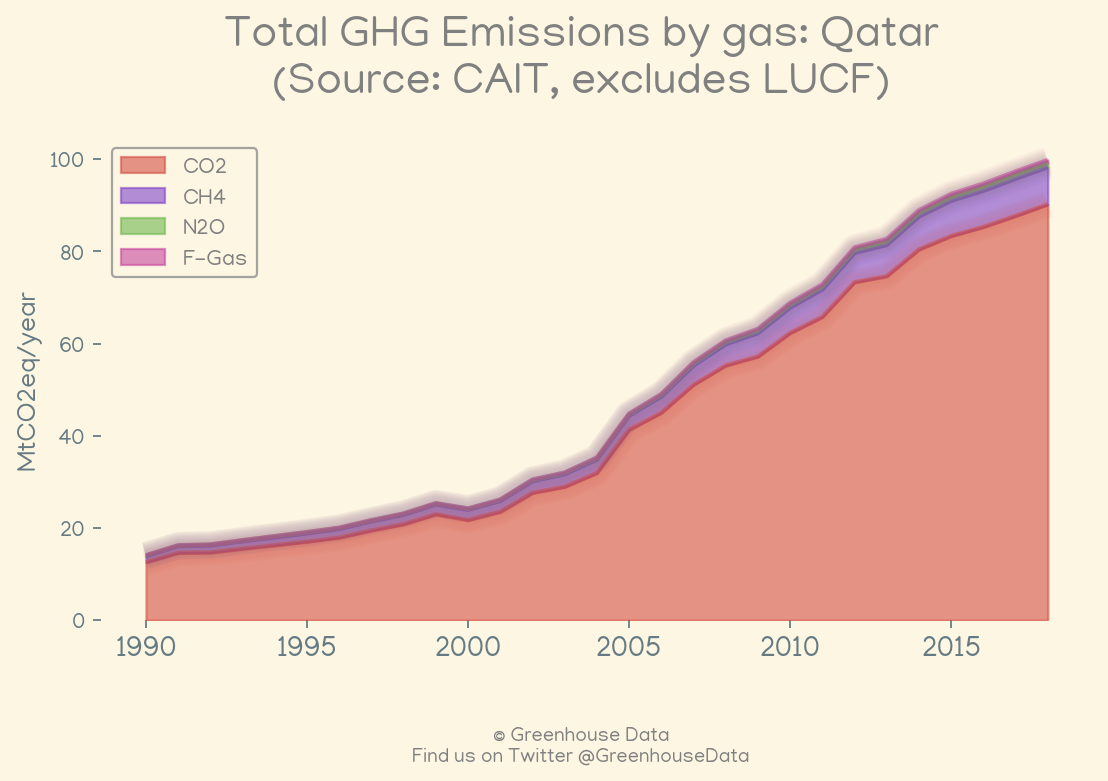 Total GHG Emissions by gas: Qatar
(Source: CAIT, excludes LUCF)
MtCO2eq/year
100
80
60
40
20
0
CO2
CH4
N2O
F-Gas
1990 1995 2000 2005 2010 2015
© Greenhouse Data
Find us on Twitter @GreenhouseData